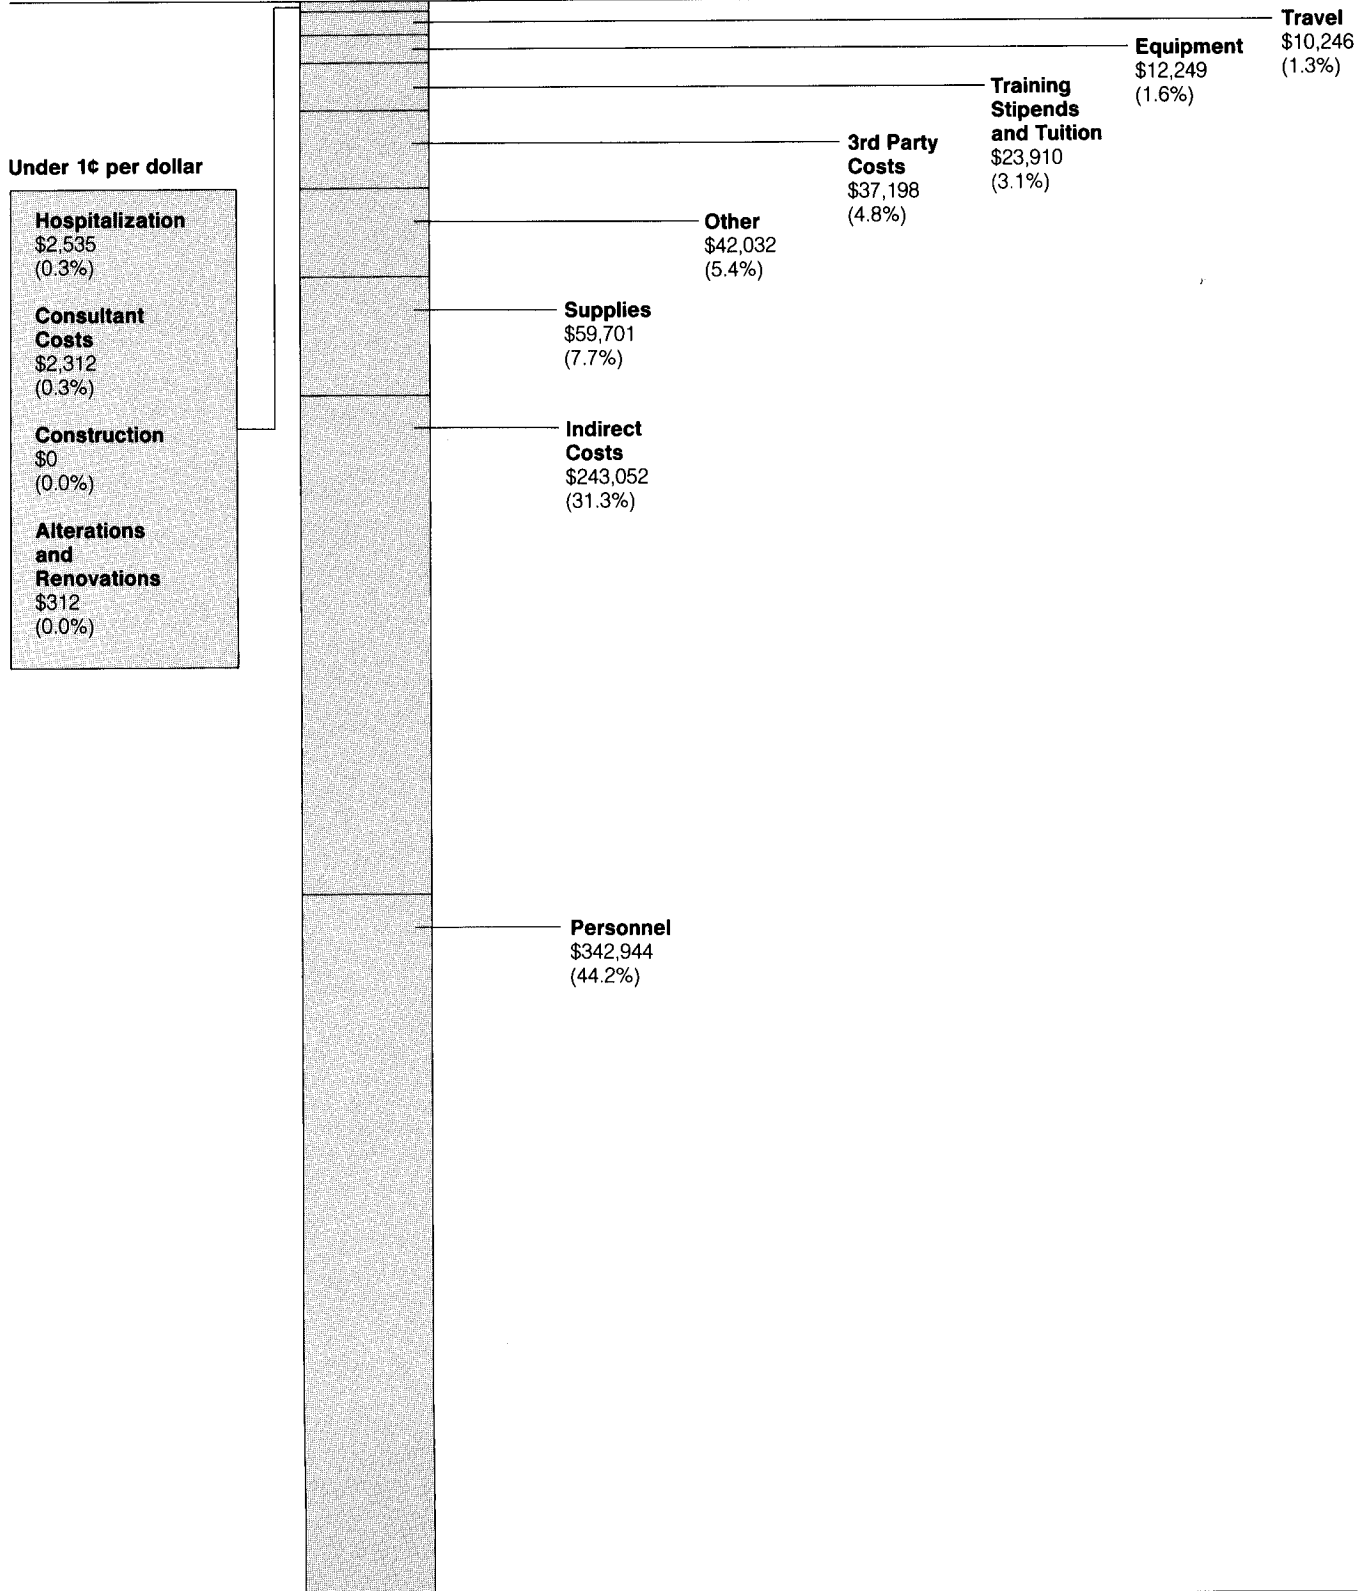 Travel
$10,246
(1.3%)
Equipment
$12,249
(1.6%)
Training
Stipends
and Tuition
$23,910
(3.1%)
3rd Party
Costs
$37,198
(4.8%)
Other
$42,032
(5.4%)
Supplies
$59,701
(7.7%)
Indirect
Costs
$243,052
(31.3%)
Personnel
$342,944
(44.2%)
Under 1¢ per dollar
Hospitalization
$2,535
(0.3%)
Consultant
Costs
$2,312
(0.3%)
Construction
$0
(0.0%)
Alterations
and
Renovations
$312
(0.0%)